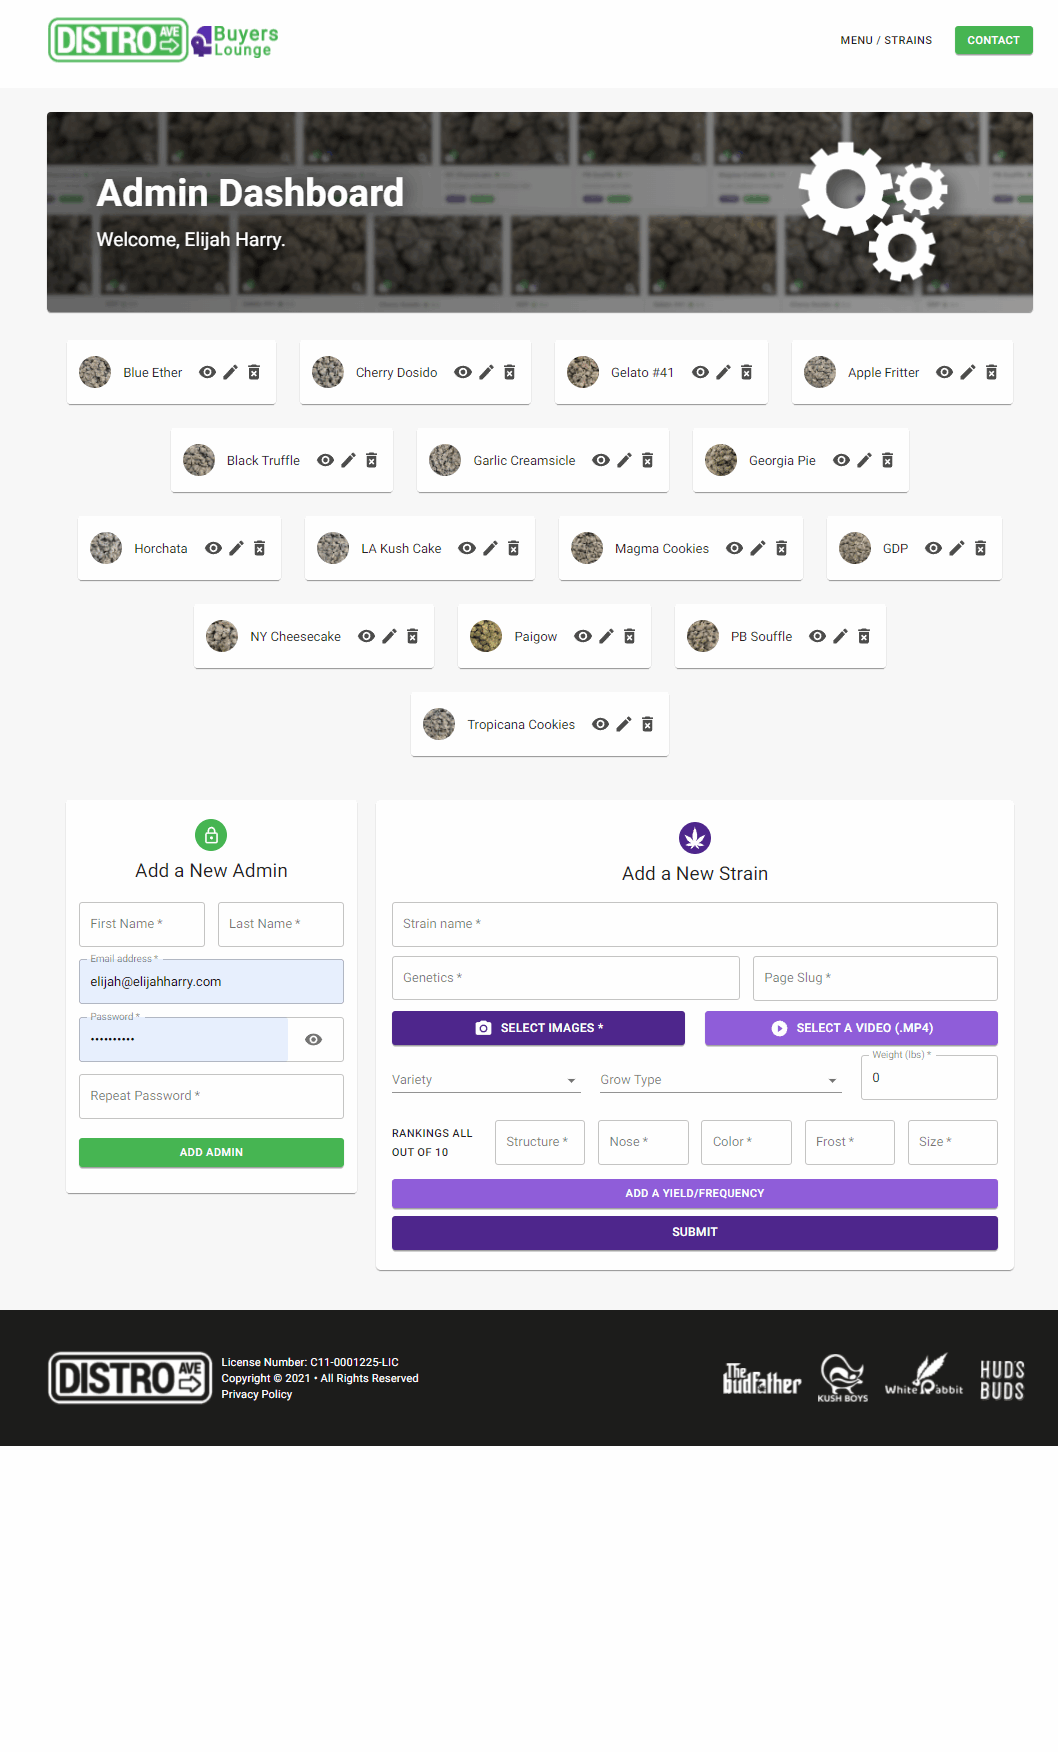 DISTRO AVE Buyers Lounge
MENU / STRAINS
CONTACT
Admin Dashboard
Welcome, Elijah Harry.
Blue Ether
Cherry Dosido
Gelato #41
Apple Fritter
Black Truffle
Garlic Creamsicle
Georgia Pie
Horchata
LA Kush Cake
Magma Cookies
GDP
NY Cheesecake
Paigow
PB Souffle
Tropicana Cookies
Add a New Admin
First Name *
Last Name *
Email address *
elijah@elijahharry.com
Password *
••••••••••
Repeat Password *
ADD ADMIN
Add a New Strain
Strain name *
Genetics *
Page Slug *
SELECT IMAGES *
SELECT A VIDEO (.MP4)
Variety
Grow Type
Weight (lbs) *
0
RANKINGS ALL
OUT OF 10
Structure *
Nose *
Color *
Frost *
Size *
ADD A YIELD/FREQUENCY
SUBMIT
DISTRO AVE
License Number: C11-0001225-LIC
Copyright © 2021 • All Rights Reserved
Privacy Policy
The budfather
KUSH BOYS
White Rabbit
HUDS
BUDS